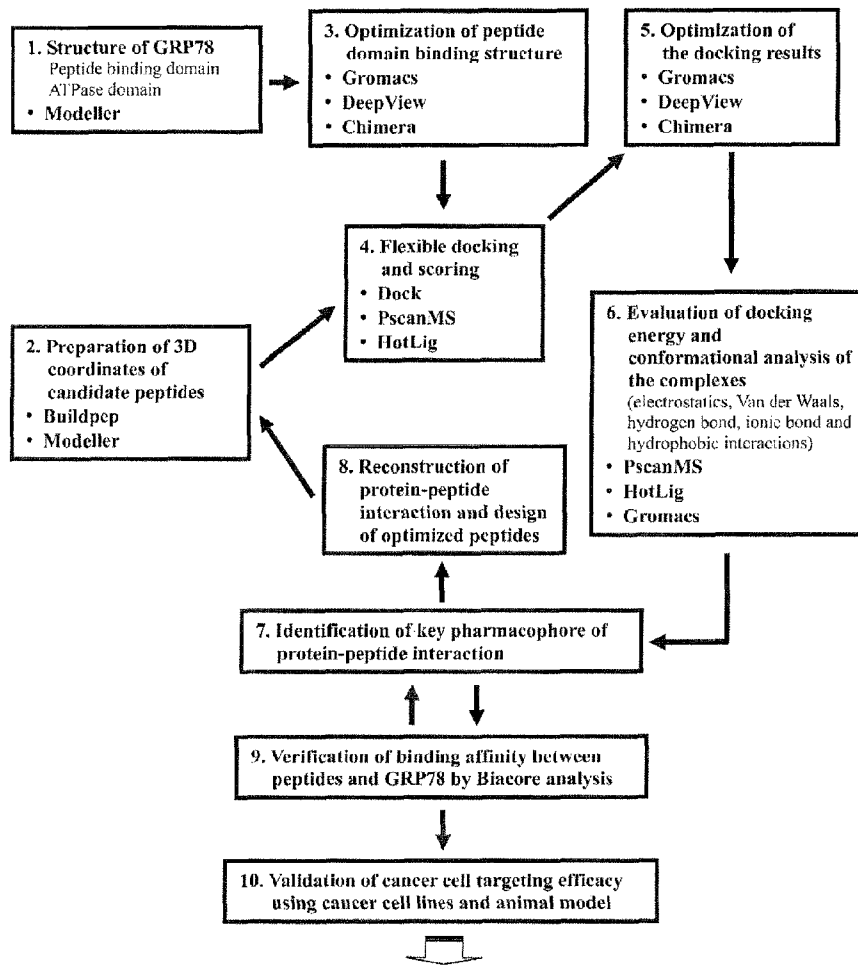 1. Structure of GRP78
Peptide binding domain
ATPase domain
• Modeller
3. Optimization of peptide
domain binding structure
• Gromacs
• DeepView
• Chimera
5. Optimization of
the docking results
• Gromacs
• DeepView
• Chimera
4. Flexible docking
and scoring
• Dock
• PscanMS
• HotLig
2. Preparation of 3D
coordinates of
candidate peptides
• Buildpep
• Modeller
6. Evaluation of docking
energy and
conformational analysis of
the complexes
(electrostatics, Van der Waals,
hydrogen bond, ionic bond and
hydrophobic interactions)
• PscanMS
• HotLig
• Gromacs
8. Reconstruction of
protein-peptide
interaction and design
of optimized peptides
7. Identification of key pharmacophore of
protein-peptide interaction
9. Verification of binding affinity between
peptides and GRP78 by Biacore analysis
10. Validation of cancer cell targeting efficacy
using cancer cell lines and animal model